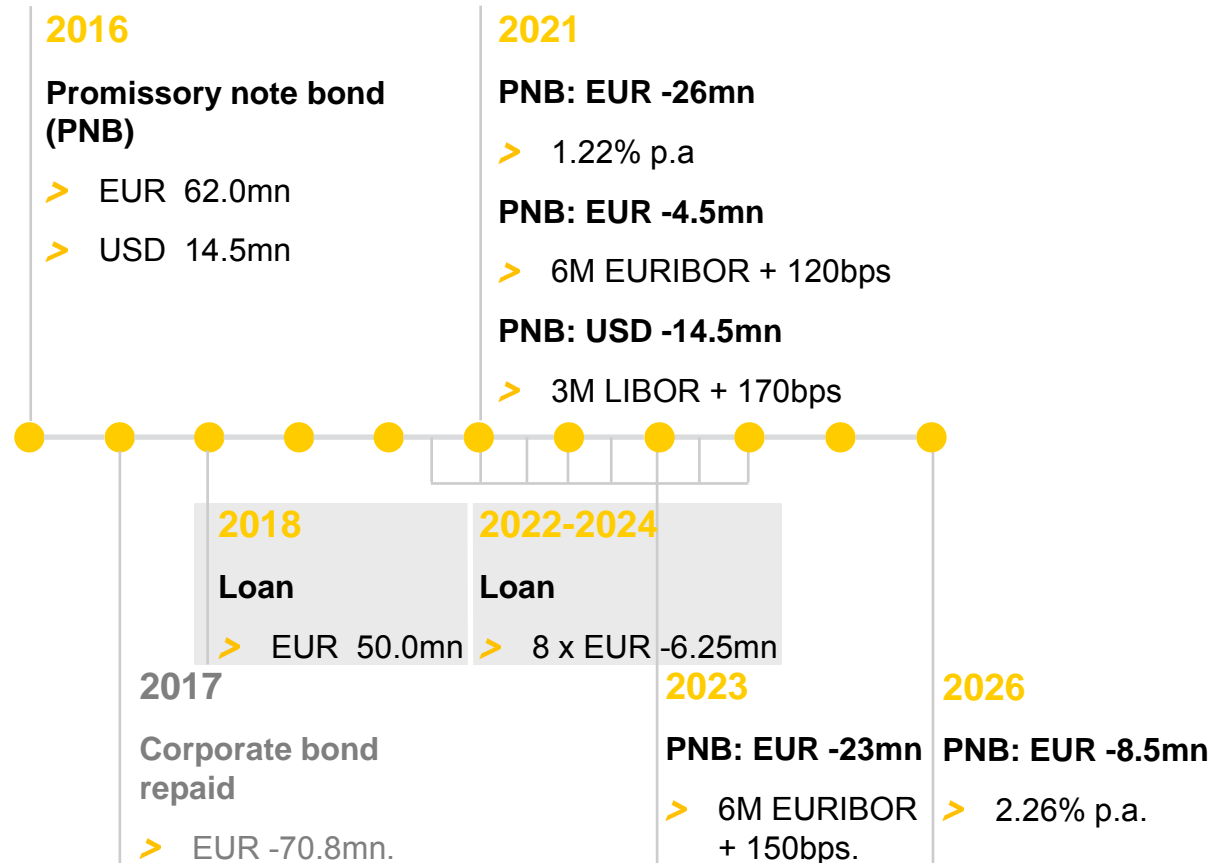 2016
Promissory note bond
(PNB)
> EUR 62.0mn
> USD 14.5mn
2021
PNB: EUR -26mn
> 1.22% p.a
PNB: EUR -4.5mn
> 6M EURIBOR + 120bps
PNB: USD -14.5mn
> 3M LIBOR + 170bps
2018
Loan
> EUR 50.0mn
2022-2024
Loan
> 8 x EUR -6.25mn
2017
Corporate bond
repaid
> EUR -70.8mn.
2023
PNB: EUR -23mn
> 6M EURIBOR
+ 150bps.
2026
PNB: EUR -8.5mn
> 2.26% p.a.